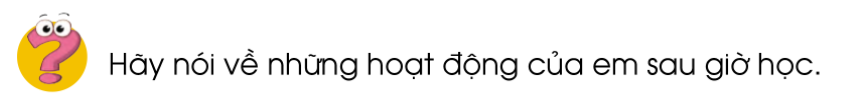 Hãy nói về những hoạt động của em sau giờ học.